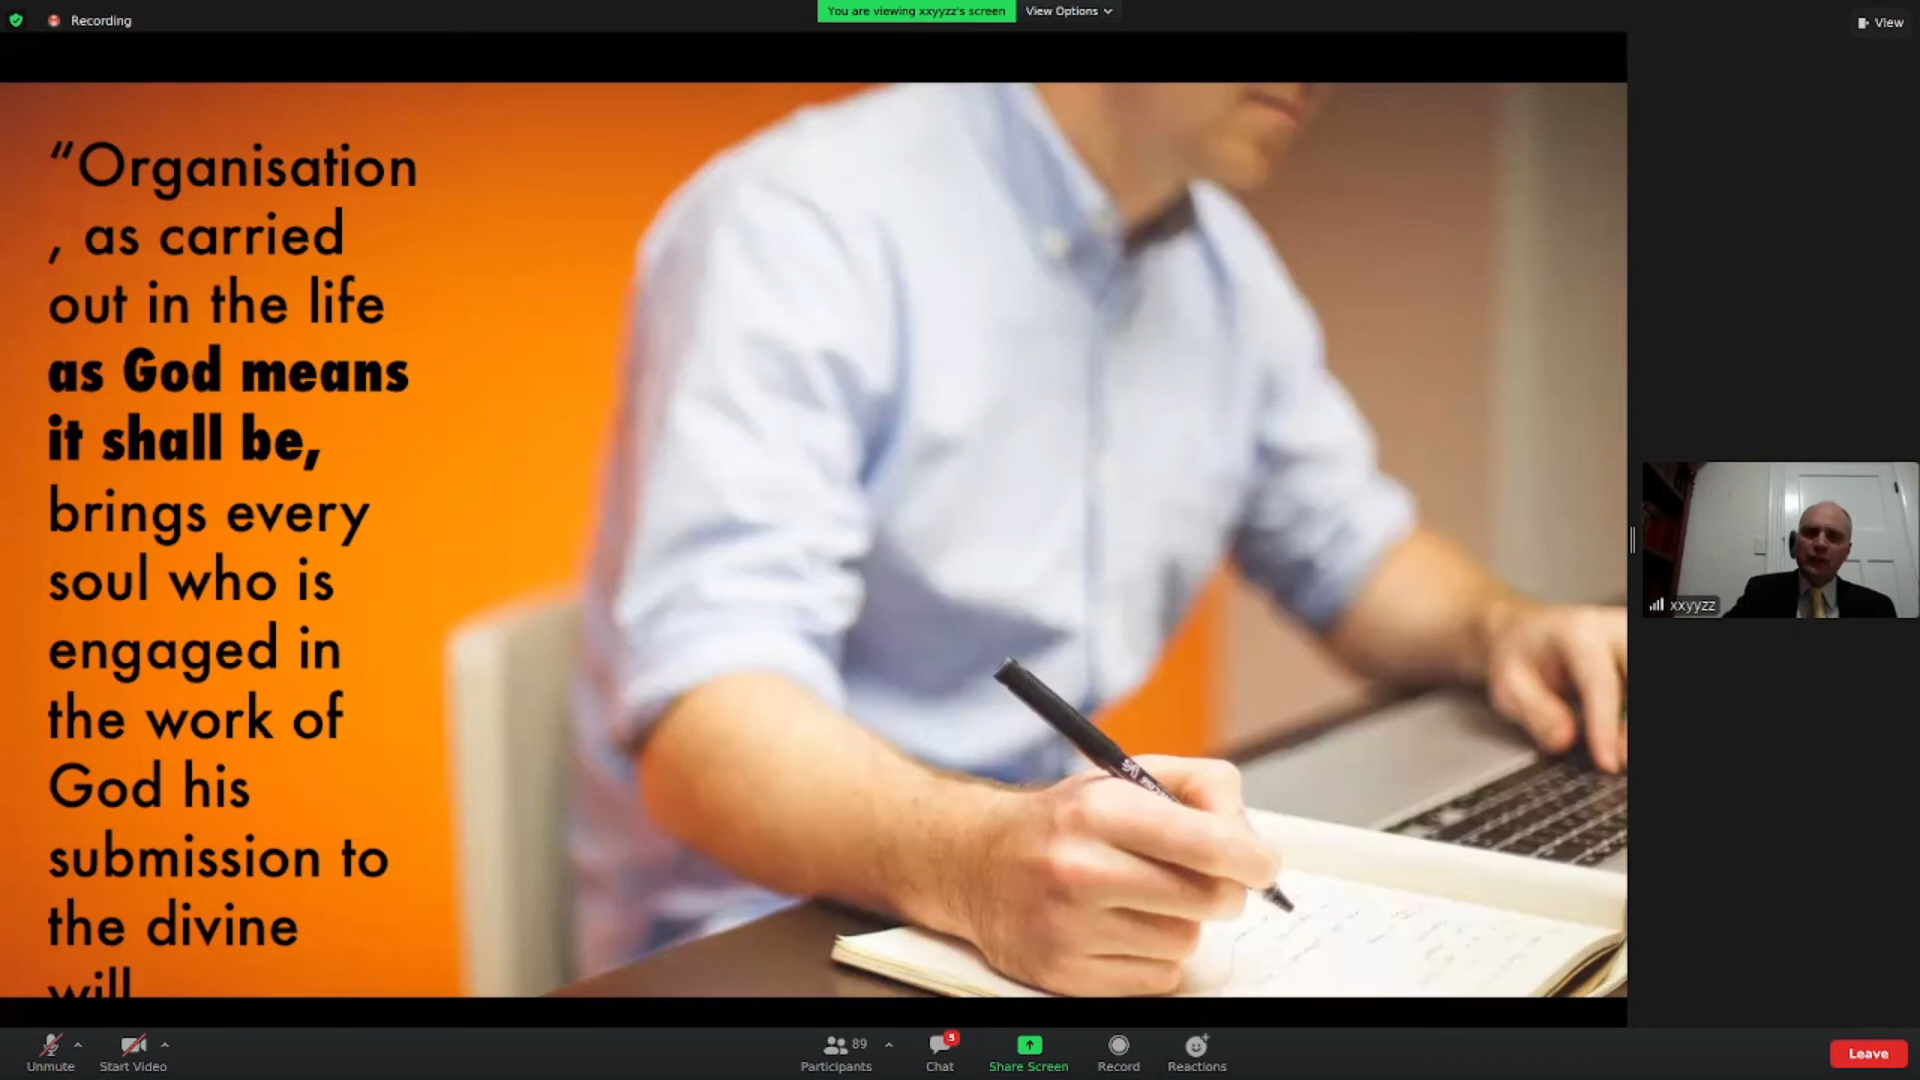 Recording
You are viewing xxyyzz's screen
View Options
View
“Organisation
, as carried
out in the life
as God means
it shall be,
brings every
soul who is
engaged in
the work of
God his
submission to
the divine
will
xxyyzz
Unmute
Start Video
89
Participants
5
Chat
Share Screen
Record
Reactions
Leave